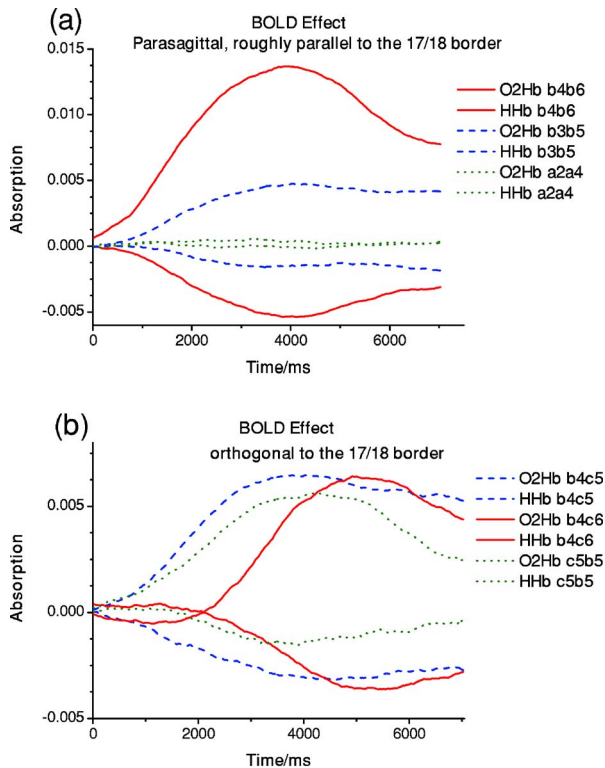 (a)
BOLD Effect
Parasagittal, roughly parallel to the 17/18 border
0.015
0.010
0.005
0.000
-0.005
Absorption
0
2000
4000
6000
Time/ms
O2Hb b4b6
HHb b4b6
O2Hb b3b5
HHb b3b5
O2Hb a2a4
HHb a2a4
(b)
BOLD Effect
orthogonal to the 17/18 border
0.005
0.000
-0.005
Absorption
0
2000
4000
6000
Time/ms
O2Hb b4c5
HHb b4c5
O2Hb b4c6
HHb b4c6
O2Hb c5b5
HHb c5b5